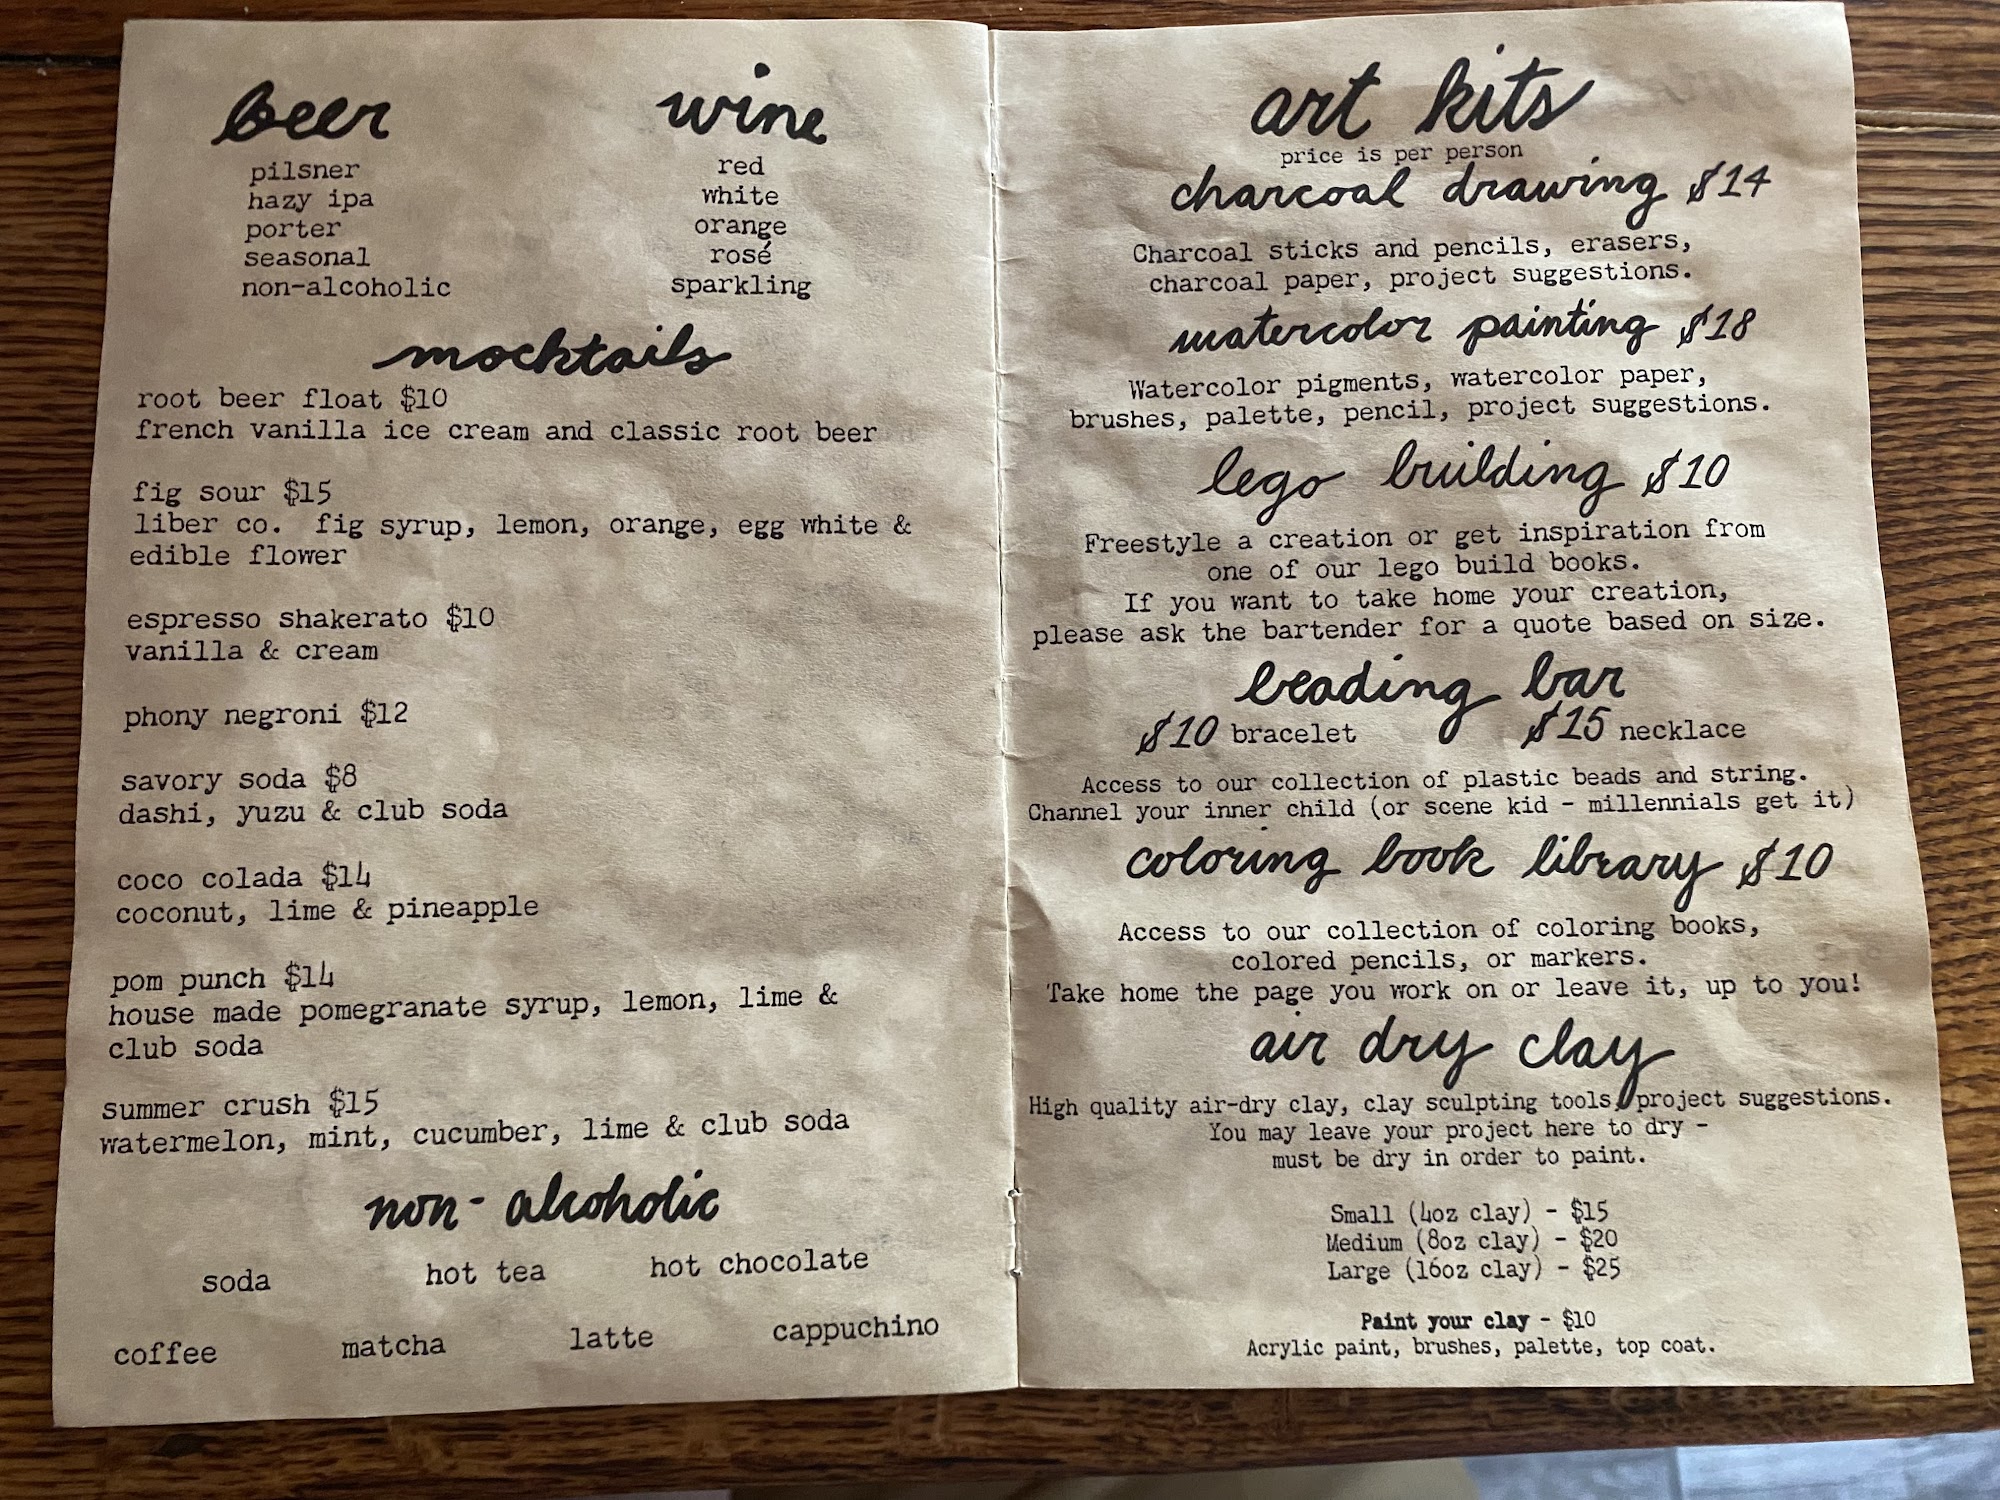 beer
pilsner
hazy ipa
porter
seasonal
non-alcoholic
wine
red
white
orange
rosé
sparkling
mocktails
root beer float $10
french vanilla ice cream and classic root beer
fig sour $15
liber co. fig syrup, lemon, orange, egg white &
edible flower
espresso shakerato $10
vanilla & cream
phony negroni $12
savory soda $8
dashi, yuzu & club soda
coco colada $14
coconut, lime & pineapple
pom punch $14
house made pomegranate syrup, lemon, lime &
club soda
summer crush $15
watermelon, mint, cucumber, lime & club soda
non-alcoholic
soda hot tea hot chocolate
coffee matcha latte cappuchino
art kits
price is per person
charcoal drawing $14
Charcoal sticks and pencils, erasers,
charcoal paper, project suggestions.
watercolor painting $18
Watercolor pigments, watercolor paper,
brushes, palette, pencil, project suggestions.
lego building $10
Freestyle a creation or get inspiration from
one of our lego build books.
If you want to take home your creation,
please ask the bartender for a quote based on size.
beading bar
$10 bracelet $15 necklace
Access to our collection of plastic beads and string.
Channel your inner child (or scene kid - millennials get it)
coloring book library $10
Access to our collection of coloring books,
colored pencils, or markers.
Take home the page you work on or leave it, up to you!
air dry clay
High quality air-dry clay, clay sculpting tools, project suggestions.
You may leave your project here to dry -
must be dry in order to paint.
Small (4oz clay) - $15
Medium (8oz clay) - $20
Large (16oz clay) - $25
Paint your clay - $10
Acrylic paint, brushes, palette, top coat.